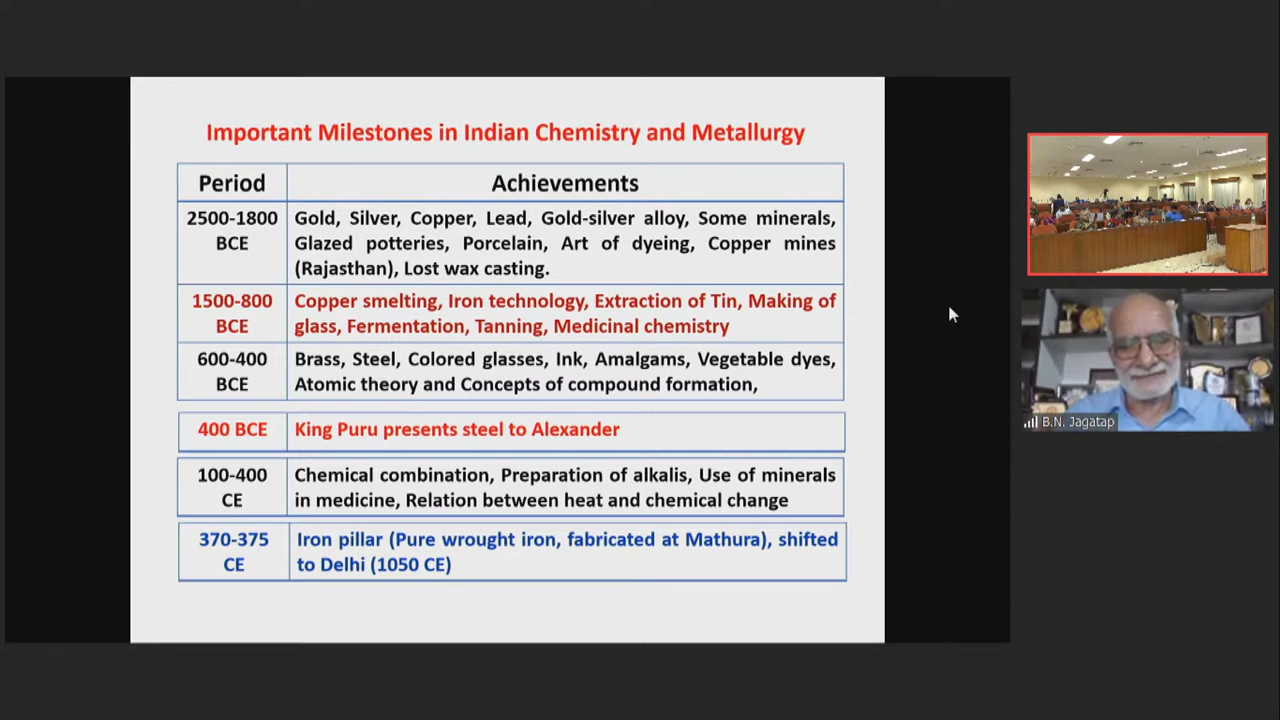 Important Milestones in Indian Chemistry and Metallurgy
Period Achievements
2500-1800 Gold, Silver, Copper, Lead, Gold-silver alloy, Some minerals,
BCE Glazed potteries, Porcelain, Art of dyeing, Copper mines
(Rajasthan), Lost wax casting.
1500-800 Copper smelting, Iron technology, Extraction of Tin, Making of
BCE glass, Fermentation, Tanning, Medicinal chemistry
600-400 Brass, Steel, Colored glasses, Ink, Amalgams, Vegetable dyes,
BCE Atomic theory and Concepts of compound formation,
400 BCE King Puru presents steel to Alexander
100-400 Chemical combination, Preparation of alkalis, Use of minerals
CE in medicine, Relation between heat and chemical change
370-375 Iron pillar (Pure wrought iron, fabricated at Mathura), shifted
CE to Delhi (1050 CE)
B.N. Jagatap